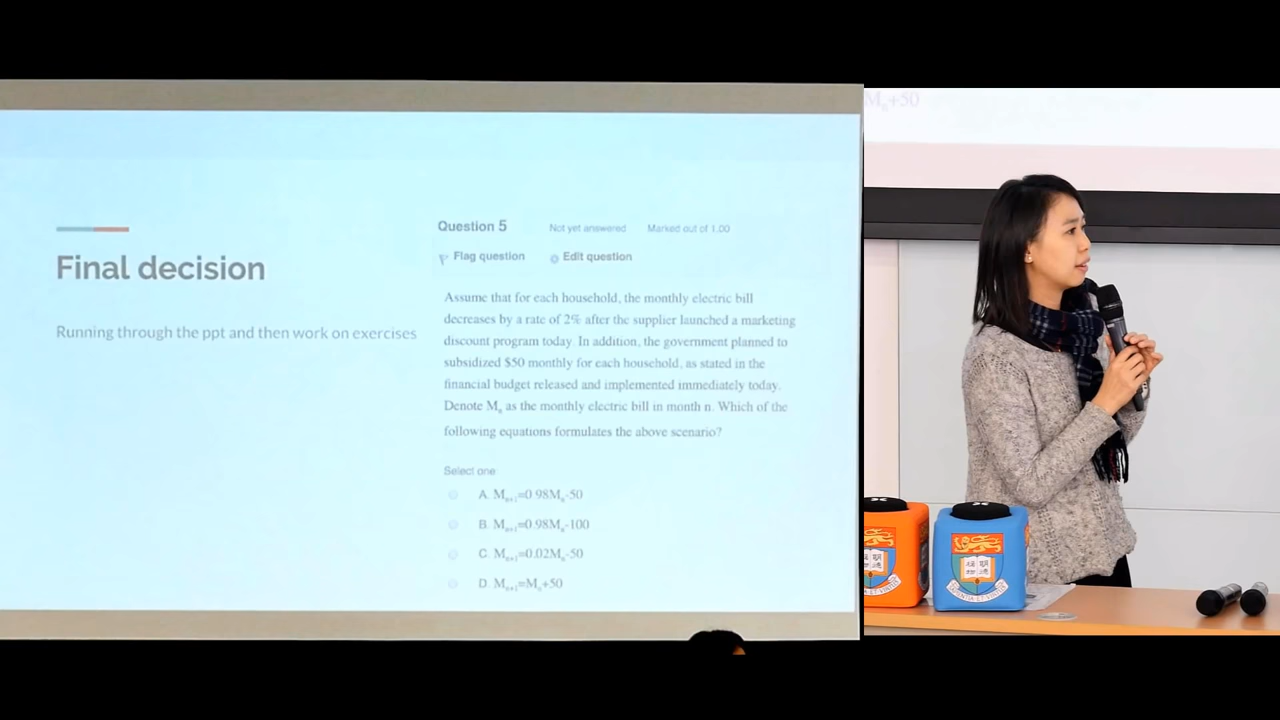 Final decision
Running through the ppt and then work on exercises
Question 5 Not yet answered Marked out of 1.00
Flag question Edit question
Assume that for each household, the monthly electric bill
decreases by a rate of 2% after the supplier launched a marketing
discount program today. In addition, the government planned to
subsidized $50 monthly for each household, as stated in the
financial budget released and implemented immediately today.
Denote Mₙ as the monthly electric bill in month n. Which of the
following equations formulates the above scenario?
Select one
A. Mₙ₊₁=0.98Mₙ-50
B. Mₙ₊₁=0.98Mₙ-100
C. Mₙ₊₁=0.02Mₙ-50
D. Mₙ₊₁=Mₙ+50
Mₙ+50